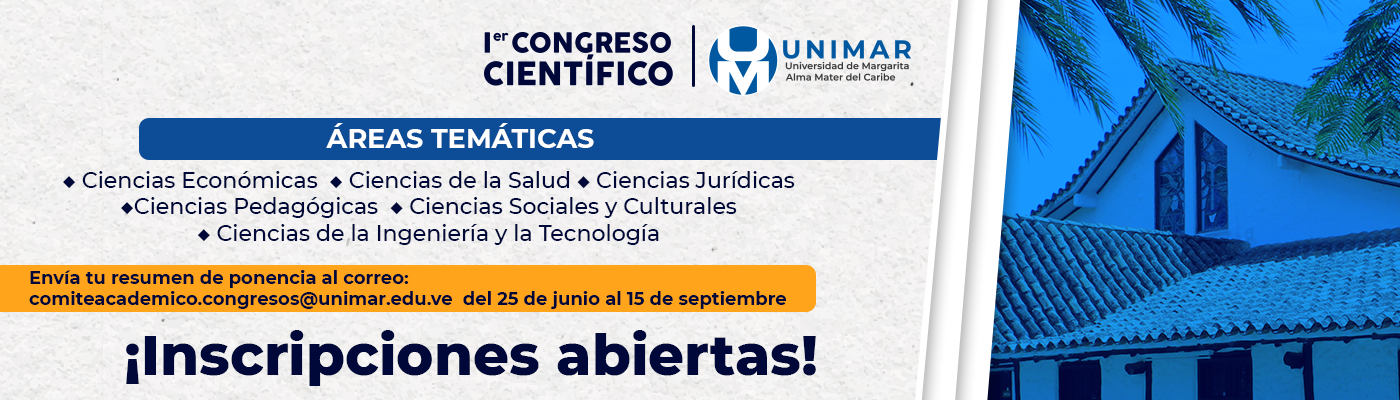 Ier CONGRESO
CIENTÍFICO
UNIMAR
Universidad de Margarita
Alma Mater del Caribe
ÁREAS TEMÁTICAS
◆ Ciencias Económicas ◆ Ciencias de la Salud ◆ Ciencias Jurídicas
◆Ciencias Pedagógicas ◆ Ciencias Sociales y Culturales
◆ Ciencias de la Ingeniería y la Tecnología
Envía tu resumen de ponencia al correo:
comiteacademico.congresos@unimar.edu.ve del 25 de junio al 15 de septiembre
¡Inscripciones abiertas!